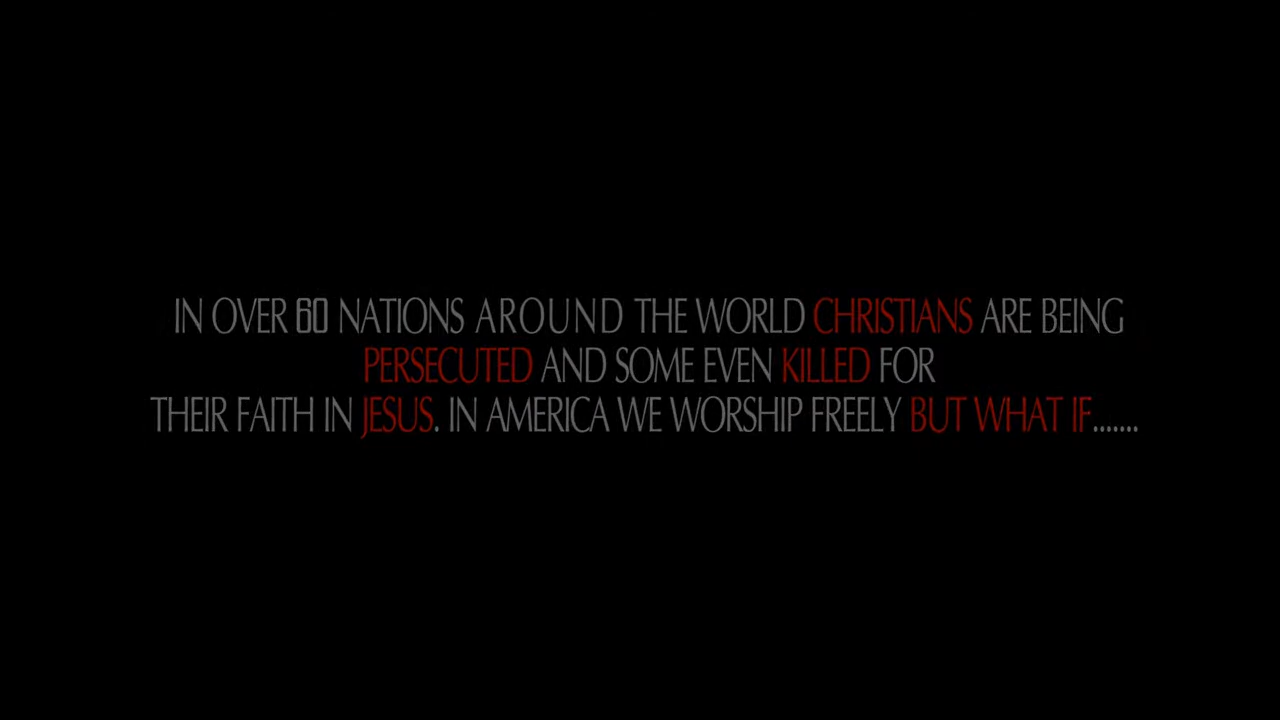 IN OVER 60 NATIONS AROUND THE WORLD CHRISTIANS ARE BEING
PERSECUTED AND SOME EVEN KILLED FOR
THEIR FAITH IN JESUS. IN AMERICA WE WORSHIP FREELY BUT WHAT IF.......